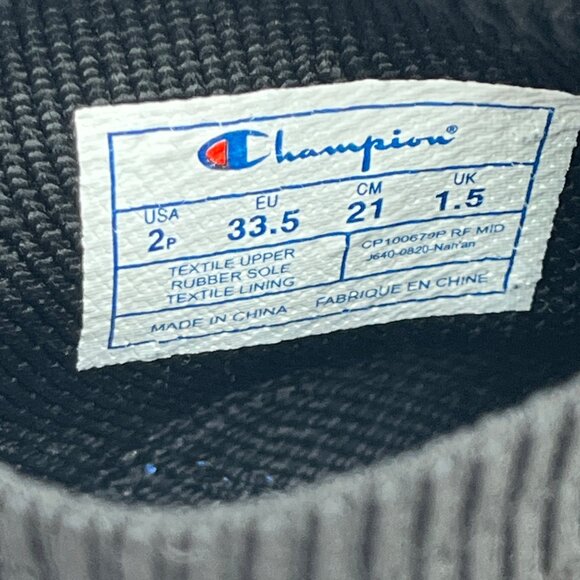 Champion®
USA EU CM UK
2P 33.5 21 1.5
TEXTILE UPPER
RUBBER SOLE
TEXTILE LINING
CP100679P RF MID
J640-0820-Nah'an
MADE IN CHINA FABRIQUE EN CHINE